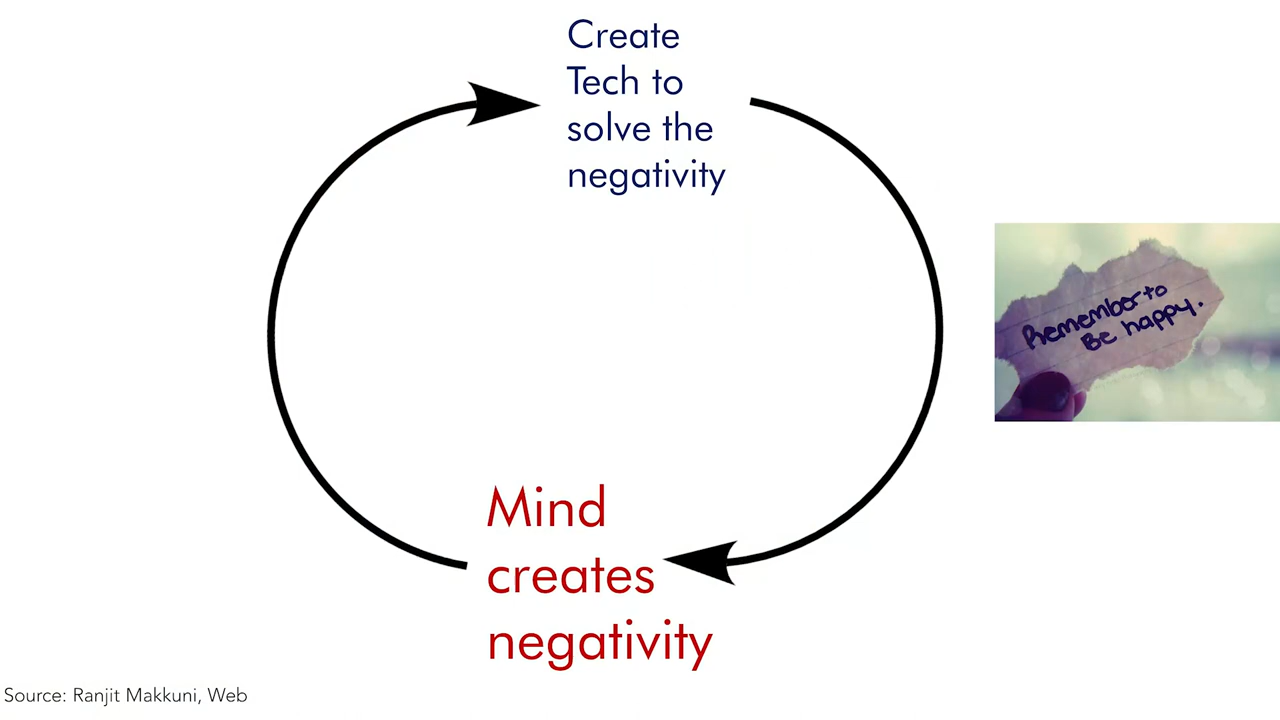 Create
Tech to
solve the
negativity
Remember to
Be happy.
Mind
creates
negativity
Source: Ranjit Makkuni, Web